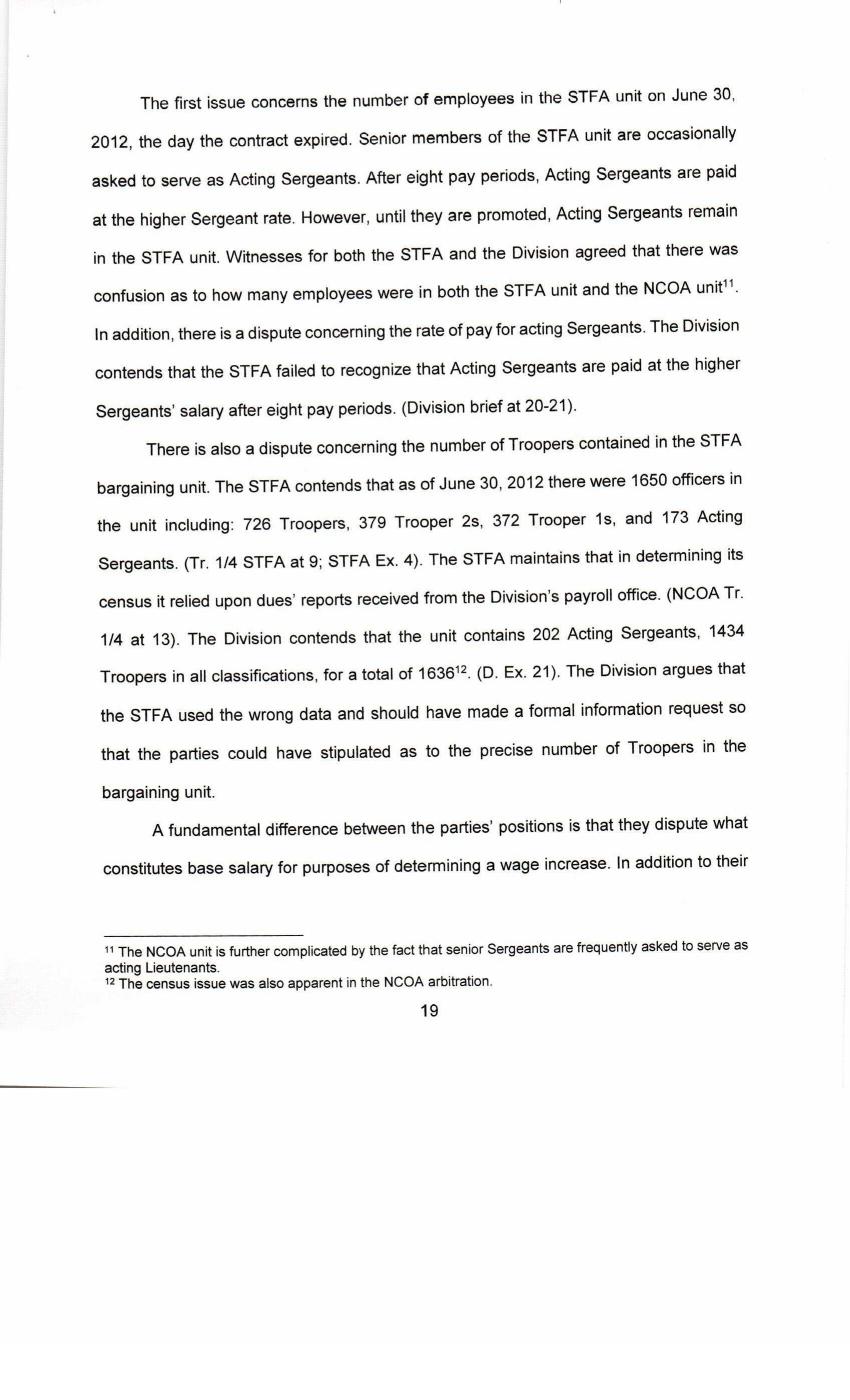 The first issue concerns the number of employees in the STFA unit on June 30,
2012, the day the contract expired. Senior members of the STFA unit are occasionally
asked to serve as Acting Sergeants. After eight pay periods, Acting Sergeants are paid
at the higher Sergeant rate. However, until they are promoted, Acting Sergeants remain
in the STFA unit. Witnesses for both the STFA and the Division agreed that there was
confusion as to how many employees were in both the STFA unit and the NCOA unit¹¹.
In addition, there is a dispute concerning the rate of pay for acting Sergeants. The Division
contends that the STFA failed to recognize that Acting Sergeants are paid at the higher
Sergeants' salary after eight pay periods. (Division brief at 20-21).
There is also a dispute concerning the number of Troopers contained in the STFA
bargaining unit. The STFA contends that as of June 30, 2012 there were 1650 officers in
the unit including: 726 Troopers, 379 Trooper 2s, 372 Trooper 1s, and 173 Acting
Sergeants. (Tr. 1/4 STFA at 9; STFA Ex. 4). The STFA maintains that in determining its
census it relied upon dues' reports received from the Division's payroll office. (NCOA Tr.
1/4 at 13). The Division contends that the unit contains 202 Acting Sergeants, 1434
Troopers in all classifications, for a total of 1636¹². (D. Ex. 21). The Division argues that
the STFA used the wrong data and should have made a formal information request so
that the parties could have stipulated as to the precise number of Troopers in the
bargaining unit.
A fundamental difference between the parties' positions is that they dispute what
constitutes base salary for purposes of determining a wage increase. In addition to their
¹¹ The NCOA unit is further complicated by the fact that senior Sergeants are frequently asked to serve as
acting Lieutenants.
¹² The census issue was also apparent in the NCOA arbitration.
19